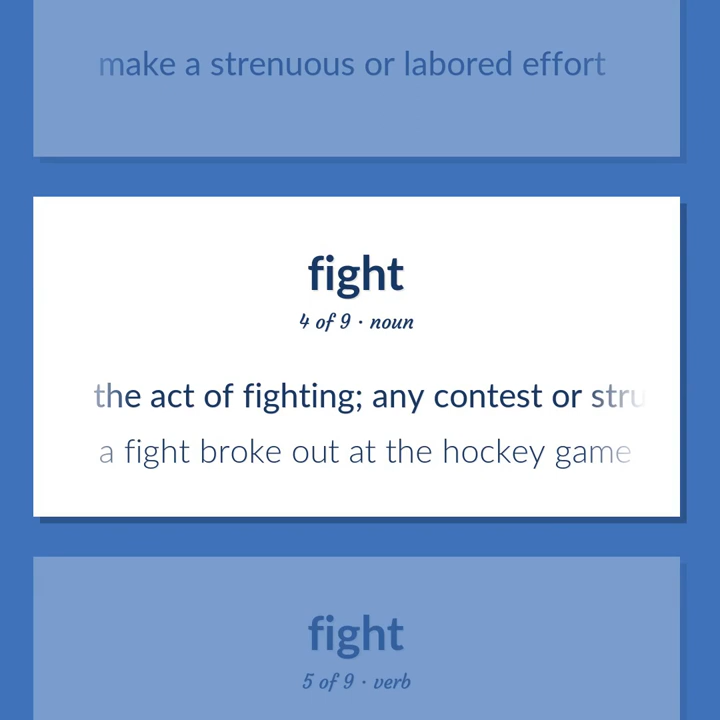 make a strenuous or labored effort
fight
4 of 9 · noun
the act of fighting; any contest or stru
a fight broke out at the hockey game
fight
5 of 9 · verb